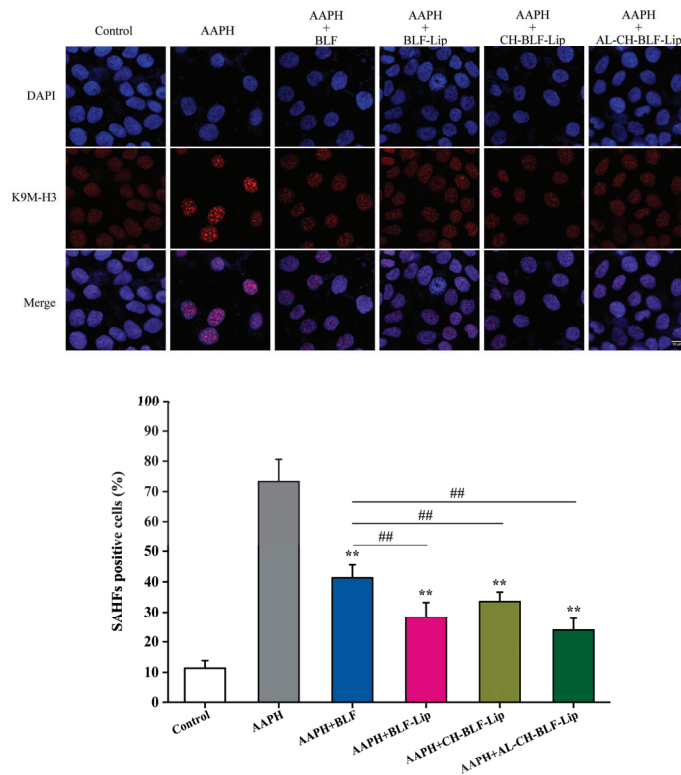 Control
AAPH
AAPH
+
BLF
AAPH
+
BLF-Lip
AAPH
+
CH-BLF-Lip
AAPH
+
AL-CH-BLF-Lip
DAPI
K9M-H3
Merge
SAHFs positive cells (%)
100
90
80
70
60
50
40
30
20
10
0
##
##
##
**
**
**
**
Control
AAPH
AAPH+BLF
AAPH+BLF-Lip
AAPH+CH-BLF-Lip
AAPH+AL-CH-BLF-Lip